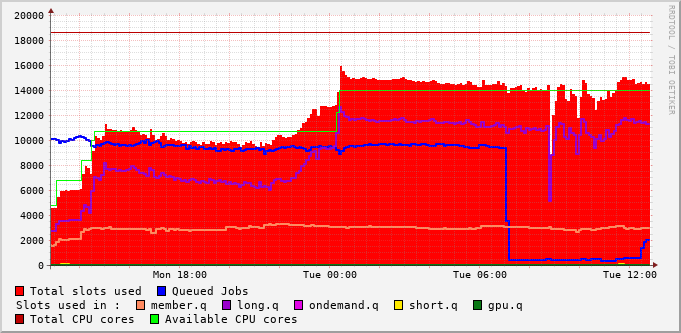 RRDTOOL / TOBI OETIKER
20000
18000
16000
14000
12000
10000
8000
6000
4000
2000
0
Mon 18:00 Tue 00:00 Tue 06:00 Tue 12:00
Total slots used Queued Jobs
Slots used in : member.q long.q ondemand.q short.q gpu.q
Total CPU cores Available CPU cores